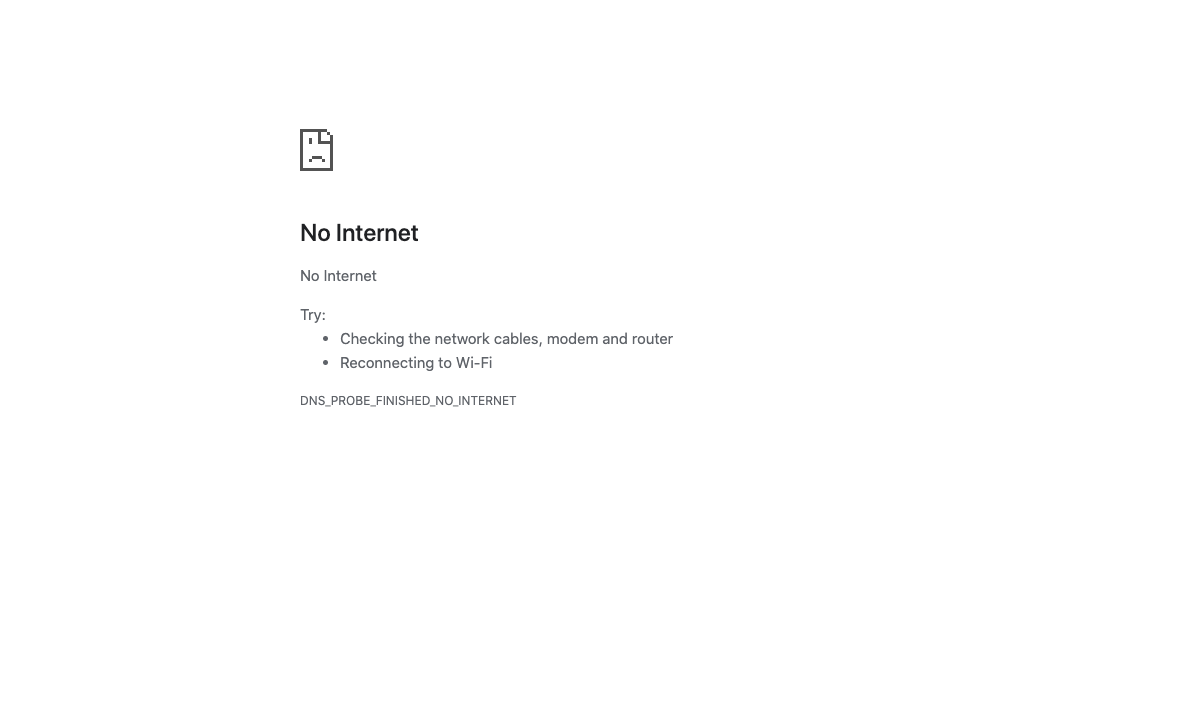 No Internet
No Internet
Try:
• Checking the network cables, modem and router
• Reconnecting to Wi-Fi
DNS_PROBE_FINISHED_NO_INTERNET